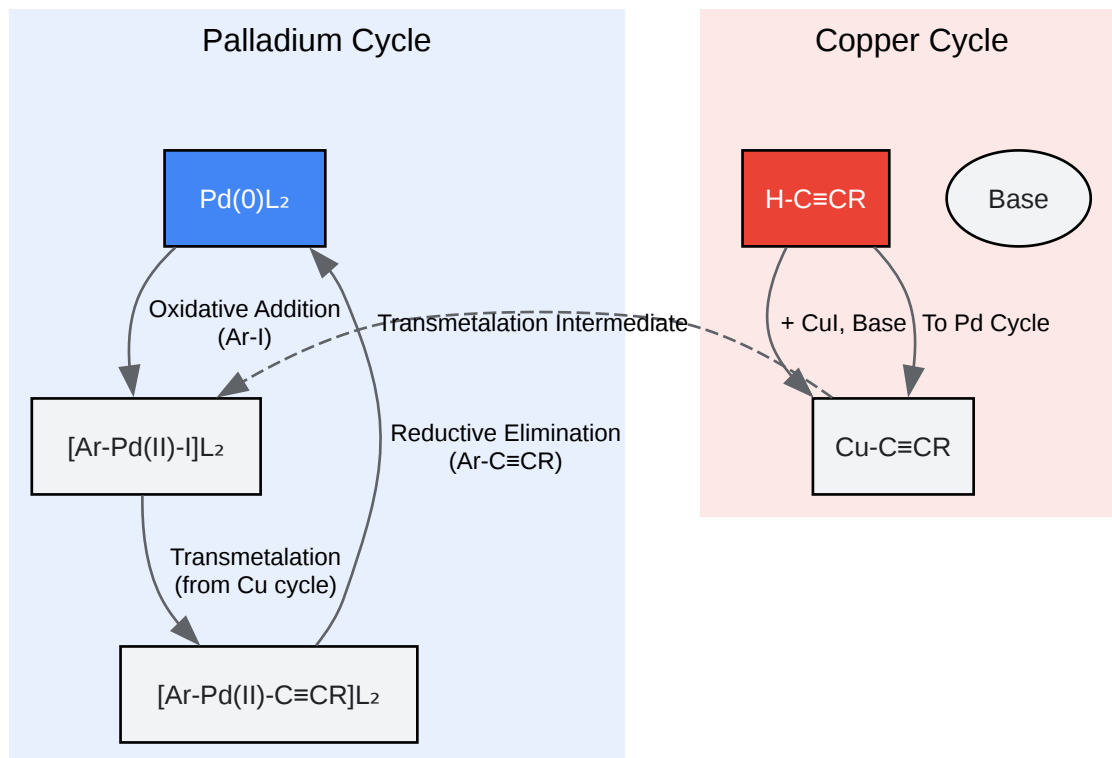 Palladium Cycle
Copper Cycle
Pd(0)L₂
H-C≡CR
Base
Oxidative Addition
(Ar-I)
Transmetalation Intermediate
+ CuI, Base
To Pd Cycle
[Ar-Pd(II)-I]L₂
Reductive Elimination
(Ar-C≡CR)
Cu-C≡CR
Transmetalation
(from Cu cycle)
[Ar-Pd(II)-C≡CR]L₂